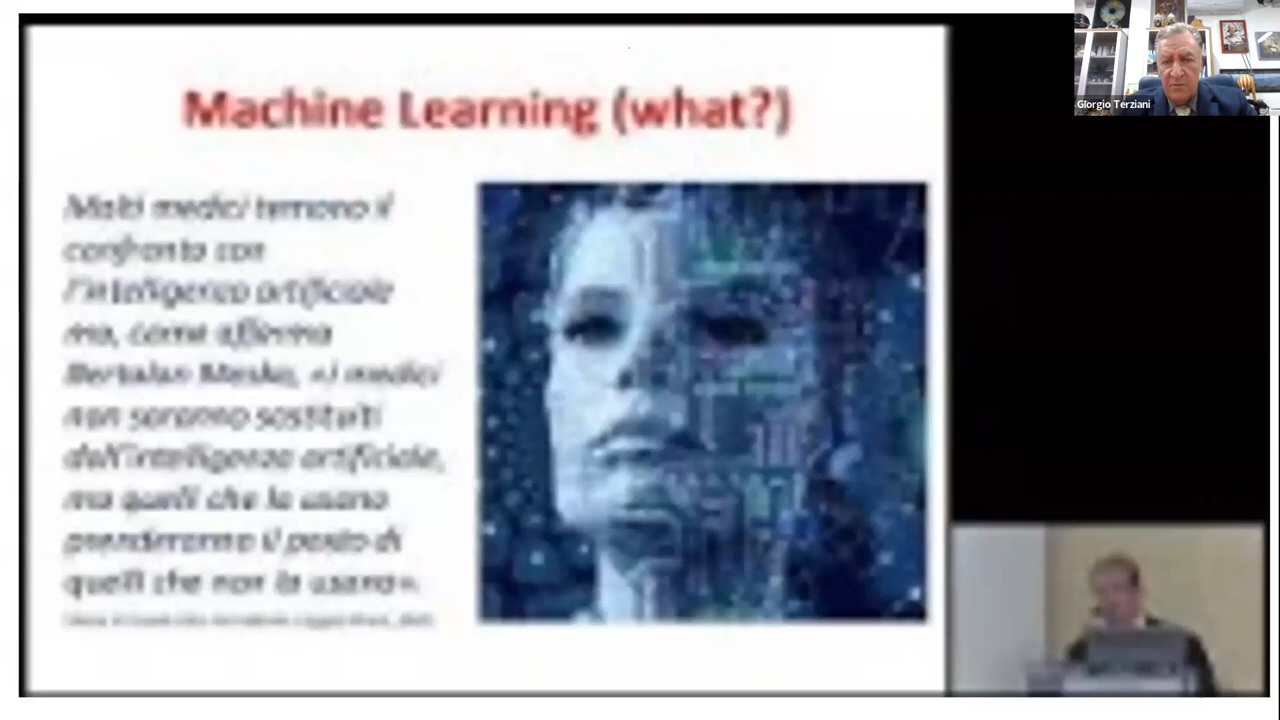 Machine Learning (what?)
Molti medici temono il
confronto con
l'intelligenza artificiale
ma, come afferma
Bertalan Mesko, «i medici
non saranno sostituiti
dall'intelligenza artificiale,
ma quelli che la usano
prenderanno il posto di
quelli che non la usano».
Giorgio Terziani